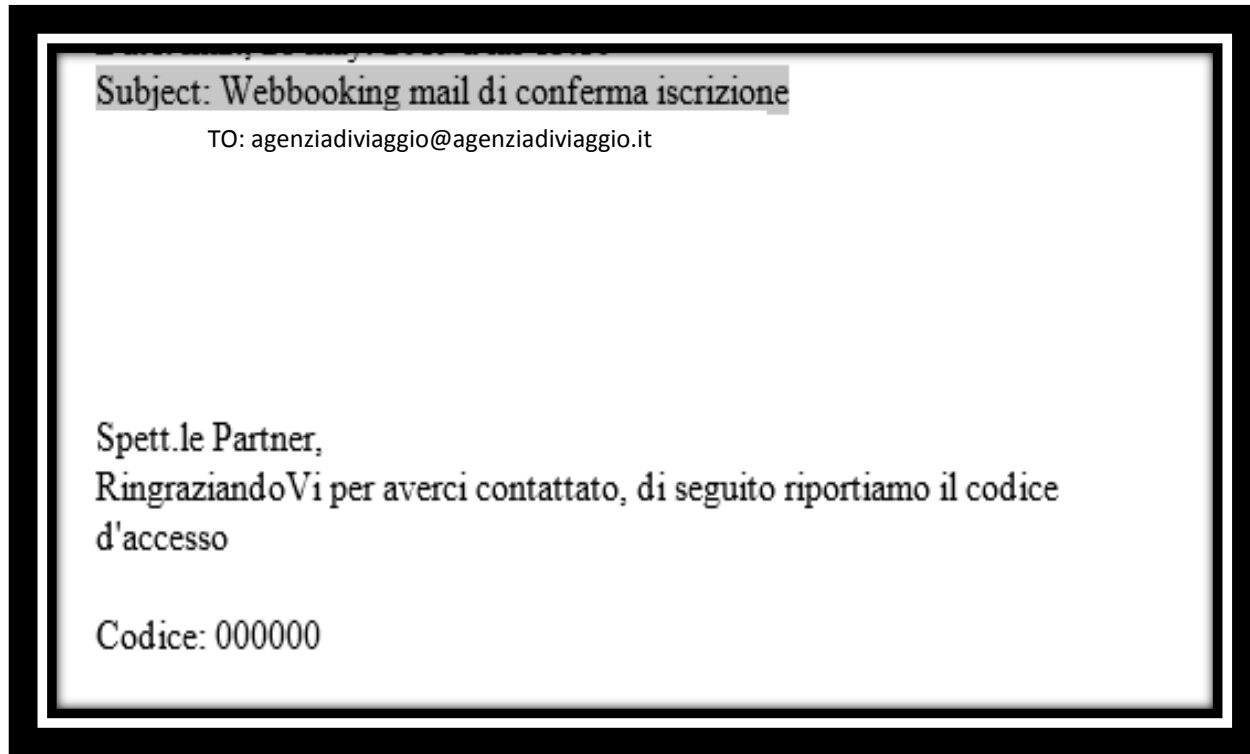 Subject: Webbooking mail di conferma iscrizione
TO: agenziadiviaggio@agenziadiviaggio.it
Spett.le Partner,
RingraziandoVi per averci contattato, di seguito riportiamo il codice
d'accesso
Codice: 000000